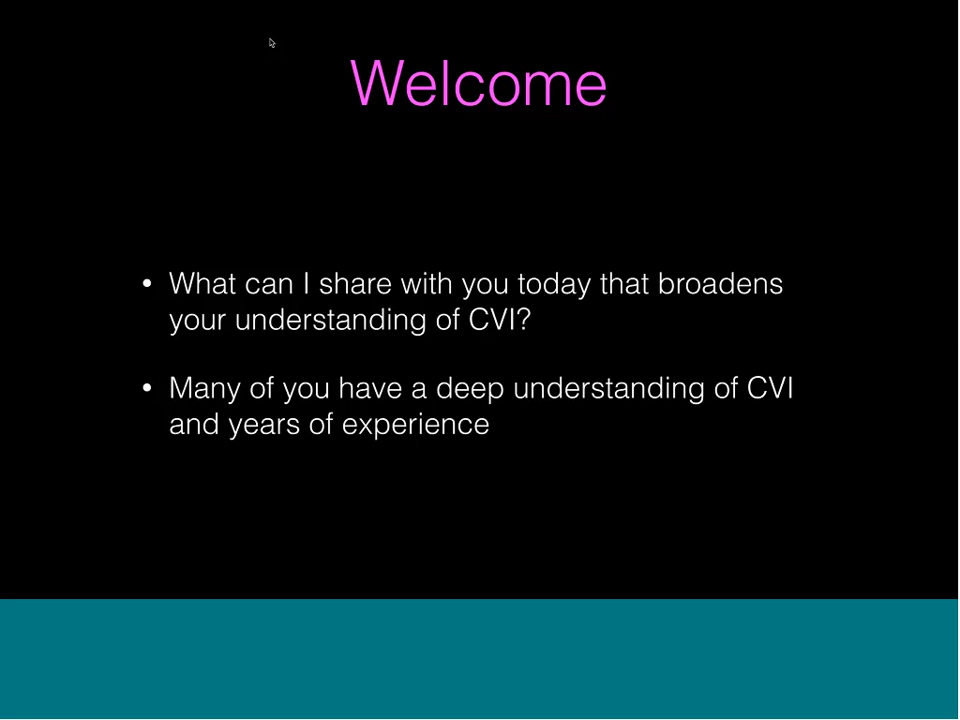 Welcome
• What can I share with you today that broadens
your understanding of CVI?
• Many of you have a deep understanding of CVI
and years of experience